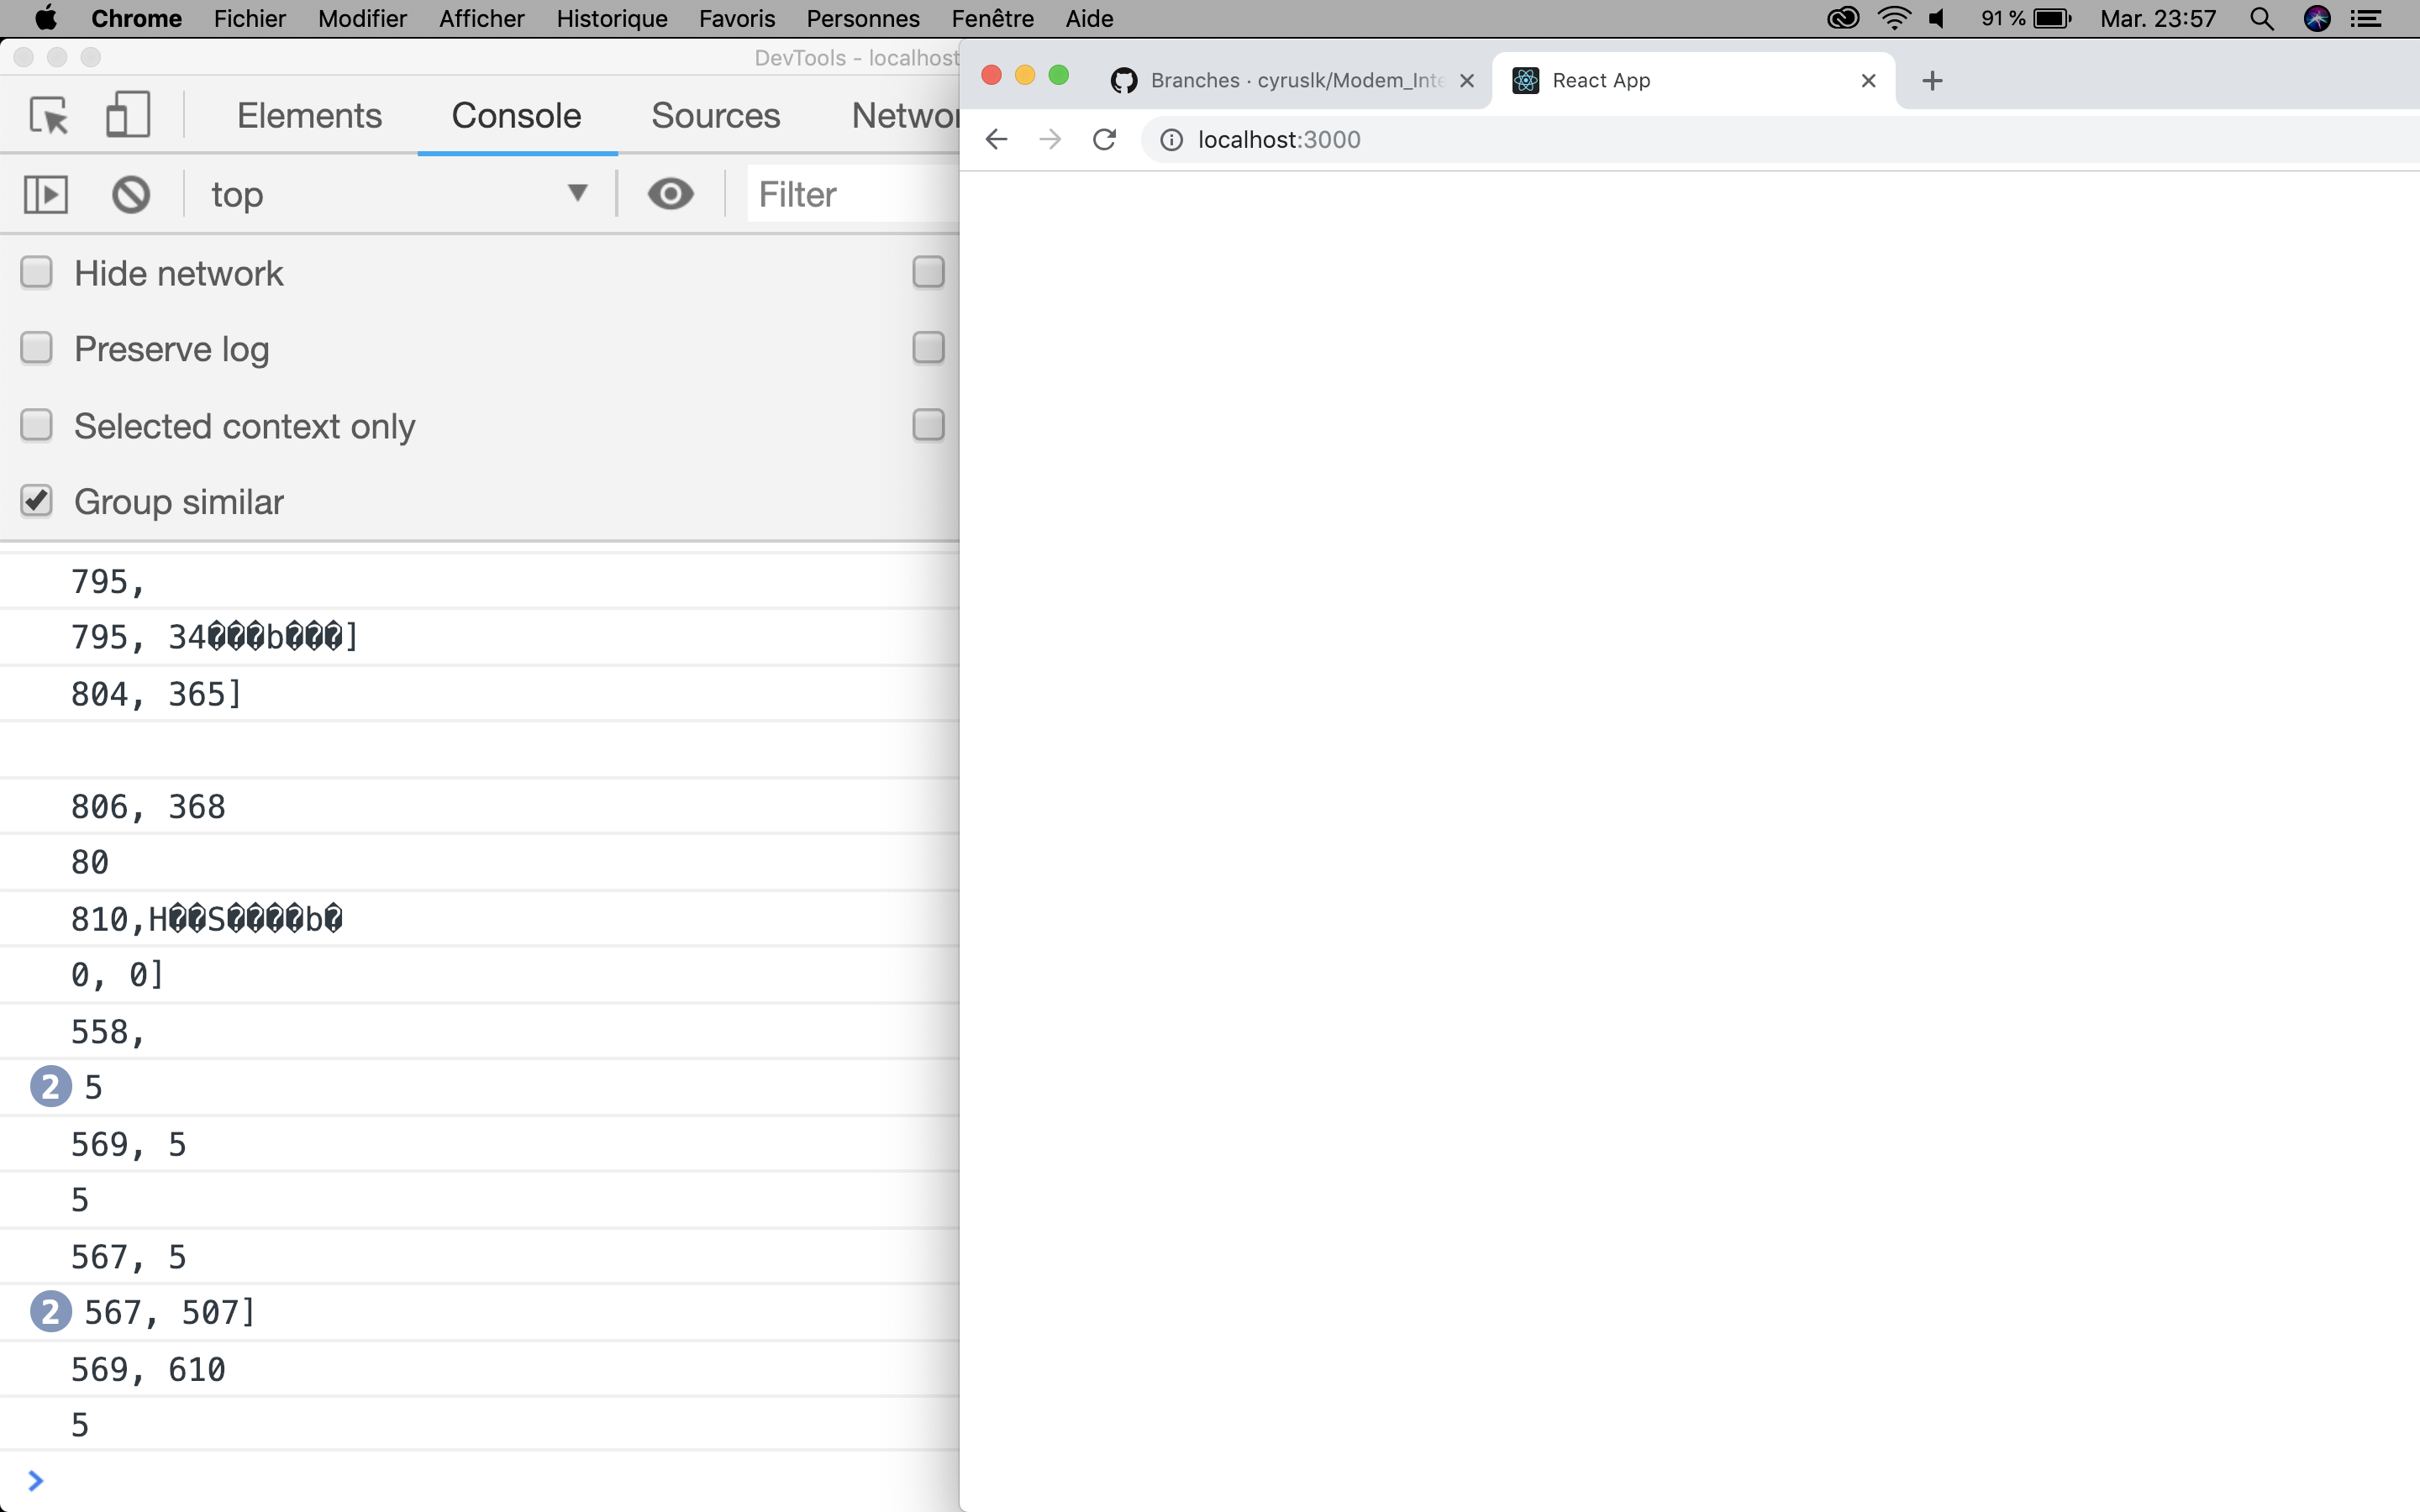 Chrome Fichier Modifier Afficher Historique Favoris Personnes Fenêtre Aide 91 % Mar. 23:57
DevTools - localhost
Branches · cyruslk/Modem_Inte
React App
Elements Console Sources Networ
localhost:3000
top Filter
Hide network
Preserve log
Selected context only
Group similar
795,
795, 34���b���]
804, 365]
806, 368
80
810,H��S����b�
0, 0]
558,
2 5
569, 5
5
567, 5
2 567, 507]
569, 610
5